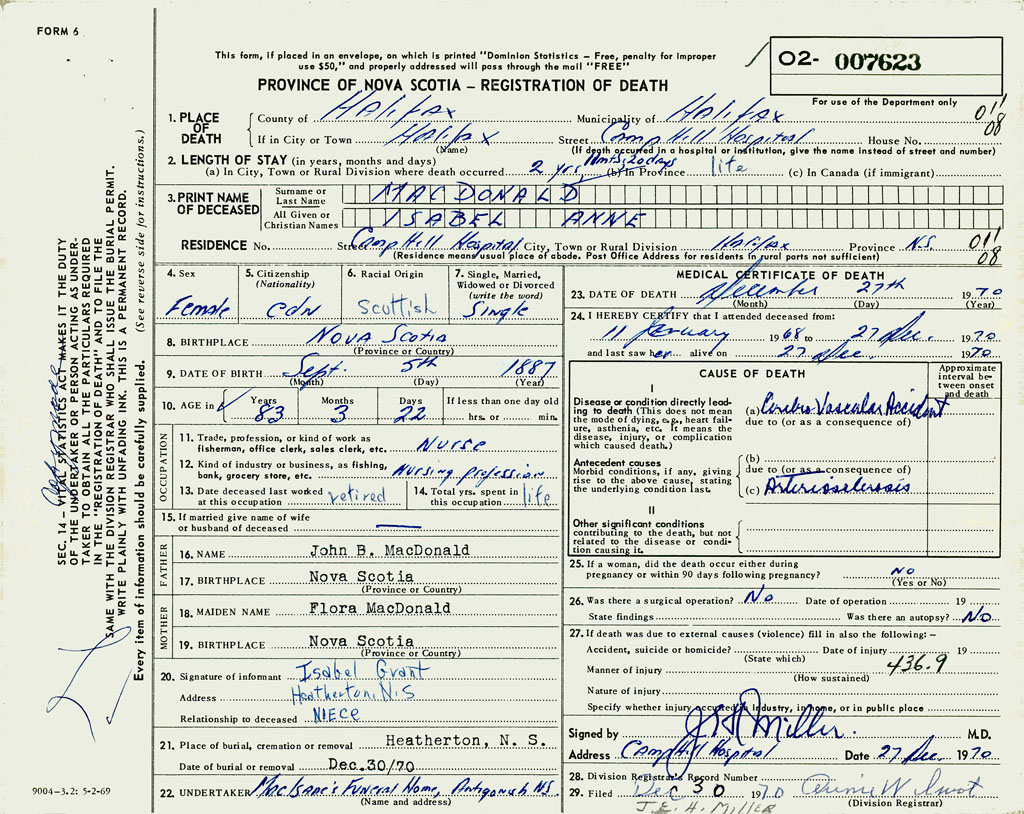 FORM 6
This form, if placed in an envelope, on which is printed "Dominion Statistics – Free, penalty for improper
use $50," and properly addressed will pass through the mail "FREE"
PROVINCE OF NOVA SCOTIA – REGISTRATION OF DEATH
02- 007623
For use of the Department only
1. PLACE OF DEATH
County of Halifax Municipality of Halifax 011
08
If in City or Town Halifax Street Camp Hill Hospital House No.
(Name) (If death occurred in a hospital or institution, give the name instead of street and number)
2. LENGTH OF STAY (in years, months and days)
(a) In City, Town or Rural Division where death occurred 2 yrs 11 mnts, 20 days (b) In Province life (c) In Canada (if immigrant)
3. PRINT NAME OF DECEASED
Surname or Last Name MACDONALD
All Given or Christian Names ISABEL ANNE
RESIDENCE No. Street Camp Hill Hospital City, Town or Rural Division Halifax Province N.S. 011
(Residence means usual place of abode. Post Office Address for residents in rural parts not sufficient) 08
4. Sex Female
5. Citizenship (Nationality) cdn
6. Racial Origin Scottish
7. Single, Married, Widowed or Divorced (write the word) Single
8. BIRTHPLACE Nova Scotia
(Province or Country)
9. DATE OF BIRTH Sept. 5th 1887
(Month) (Day) (Year)
10. AGE in Years 83 Months 3 Days 22 If less than one day old hrs. or min.
OCCUPATION
11. Trade, profession, or kind of work as fisherman, office clerk, sales clerk, etc. Nurse
12. Kind of industry or business, as fishing, bank, grocery store, etc. Nursing profession
13. Date deceased last worked at this occupation retired
14. Total yrs. spent in this occupation life
15. If married give name of wife or husband of deceased
FATHER
16. NAME John B. MacDonald
17. BIRTHPLACE Nova Scotia
(Province or Country)
MOTHER
18. MAIDEN NAME Flora MacDonald
19. BIRTHPLACE Nova Scotia
(Province or Country)
20. Signature of informant Isabel Grant
Address Heatherton, N.S
Relationship to deceased NIECE
21. Place of burial, cremation or removal Heatherton, N. S.
Date of burial or removal Dec. 30/70
22. UNDERTAKER MacIsaac's Funeral Home, Antigonish N.S.
(Name and address)
MEDICAL CERTIFICATE OF DEATH
23. DATE OF DEATH December 27th 1970
(Month) (Day) (Year)
24. I HEREBY CERTIFY that I attended deceased from:
11 January 1968 to 27 Dec. 1970
and last saw her alive on 27 Dec. 1970
CAUSE OF DEATH
Approximate interval between onset and death
I
Disease or condition directly leading to death (This does not mean the mode of dying, e.g., heart failure, asthenia, etc. It means the disease, injury, or complication which caused death.)
(a) Cerebro Vascular Accident
due to (or as a consequence of)
Antecedent causes
Morbid conditions, if any, giving rise to the above cause, stating the underlying condition last.
(b)
due to (or as a consequence of)
(c) Arteriosclerosis
II
Other significant conditions contributing to the death, but not related to the disease or condition causing it.
25. If a woman, did the death occur either during pregnancy or within 90 days following pregnancy? NO
(Yes or No)
26. Was there a surgical operation? No Date of operation 19
State findings Was there an autopsy? No
27. If death was due to external causes (violence) fill in also the following: –
Accident, suicide or homicide? Date of injury 19
(State which)
Manner of injury 436.9
(How sustained)
Nature of injury
Specify whether injury occurred in industry, in home, or in public place
Signed by J.E.H. Miller. M.D.
Address Camp Hill Hospital Date 27 Dec. 1970
28. Division Registrar's Record Number
29. Filed Dec 30 1970
(Division Registrar)
J.E.H. MILLER
SEC. 14 – VITAL STATISTICS ACT MAKES IT THE DUTY
OF THE UNDERTAKER OR PERSON ACTING AS UNDER-
TAKER TO OBTAIN ALL THE PARTICULARS REQUIRED
IN THE "REGISTRATION OF DEATH" AND TO FILE THE
SAME WITH THE DIVISION REGISTRAR WHO SHALL ISSUE THE BURIAL PERMIT.
WRITE PLAINLY WITH UNFADING INK. THIS IS A PERMANENT RECORD.
Every item of information should be carefully supplied. (See reverse side for instructions.)
9004–3.2: 5-2-69